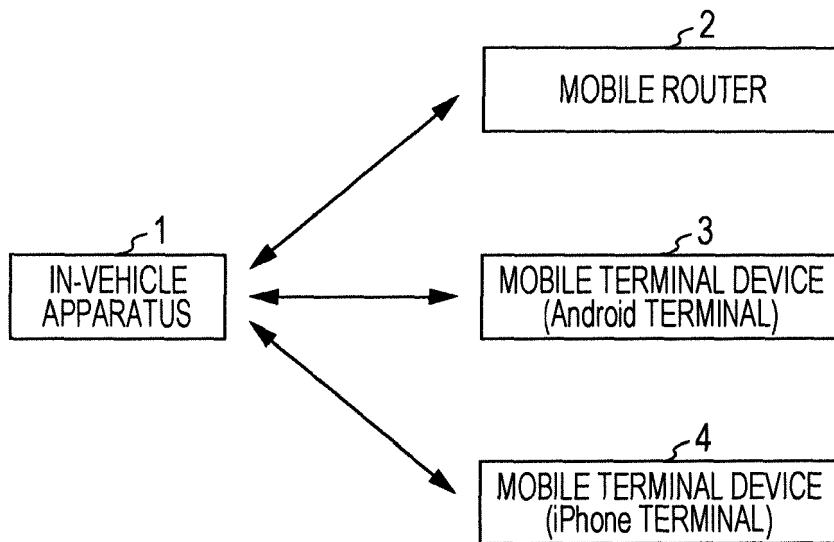 2
MOBILE ROUTER
1
IN-VEHICLE
APPARATUS
3
MOBILE TERMINAL DEVICE
(Android TERMINAL)
4
MOBILE TERMINAL DEVICE
(iPhone TERMINAL)